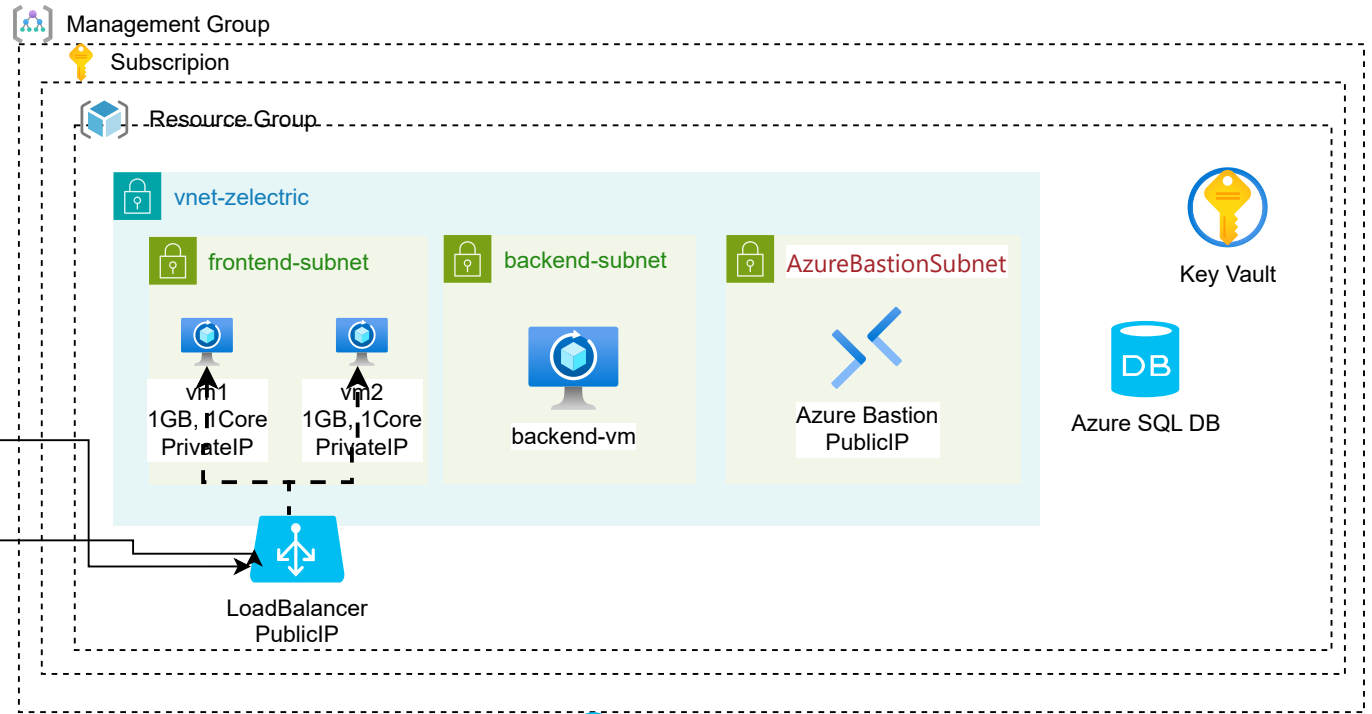 Management Group
Subscripion
Resource Group
vnet-zelectric
frontend-subnet
backend-subnet
AzureBastionSubnet
Key Vault
vm1
1GB, 1Core
PrivateIP
vm2
1GB, 1Core
PrivateIP
backend-vm
Azure Bastion
PublicIP
DB
Azure SQL DB
LoadBalancer
PublicIP